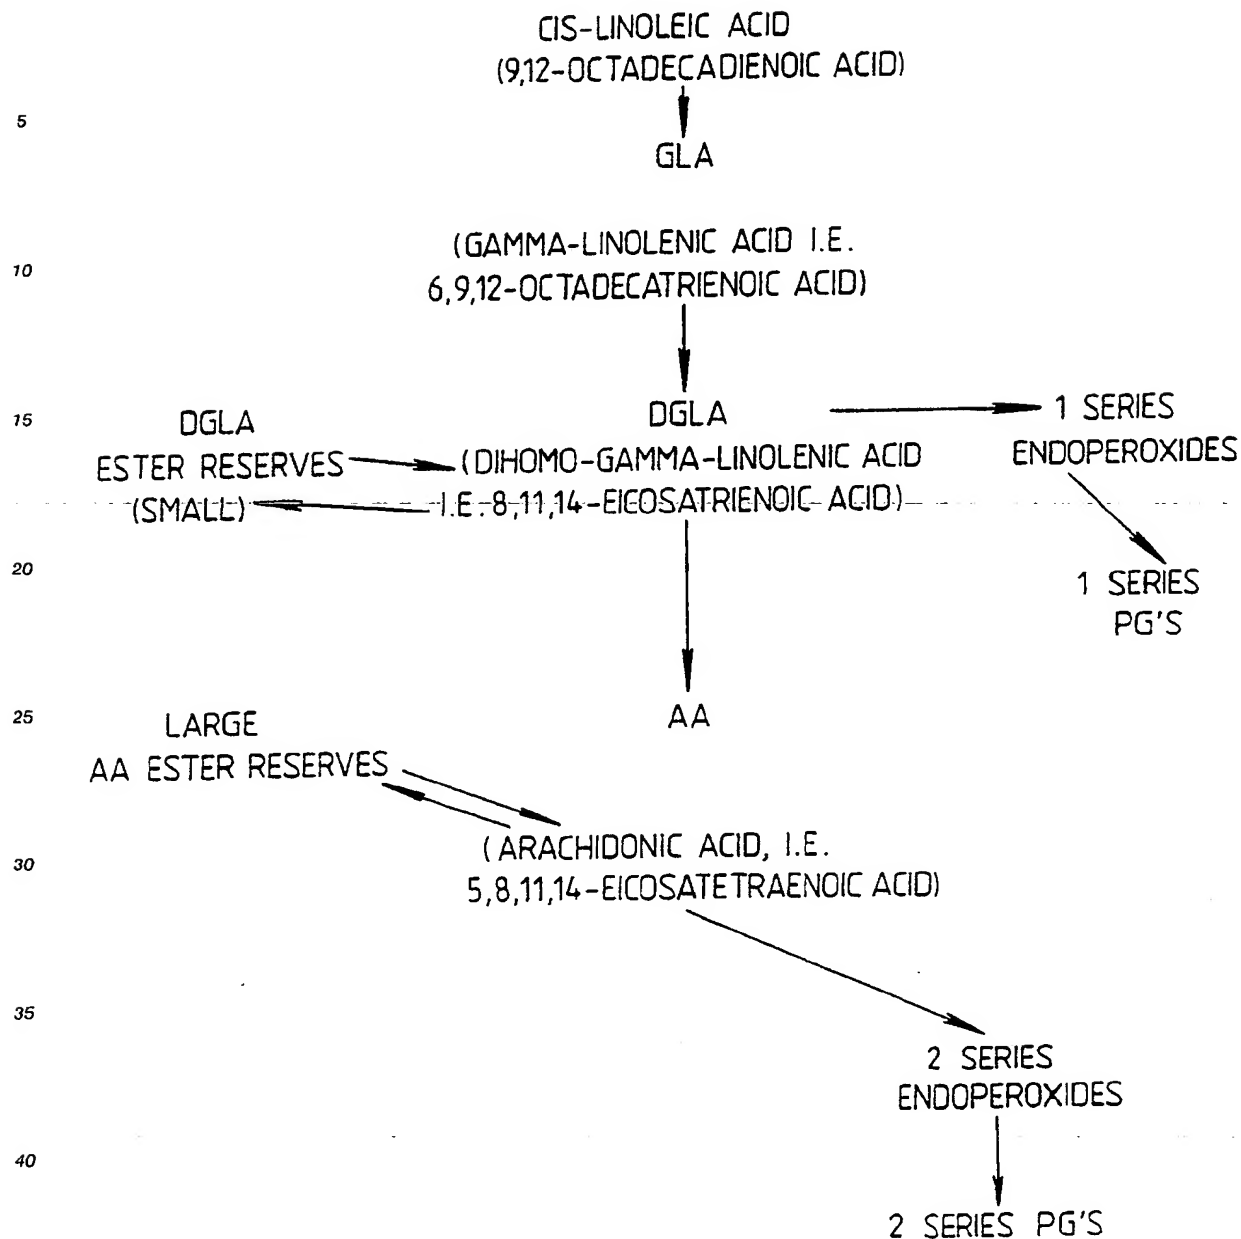 CIS-LINOLEIC ACID
(9,12-OCTADECADIENOIC ACID)
5
GLA
(GAMMA-LINOLENIC ACID I.E.
10
6,9,12-OCTADECATRIENOIC ACID)
15
DGLA
ESTER RESERVES
(SMALL)
DGLA
(DIHOMO-GAMMA-LINOLENIC ACID
I.E. 8,11,14-EICOSATRIENOIC ACID)
1 SERIES
ENDOPEROXIDES
20
1 SERIES
PG'S
25
LARGE
AA ESTER RESERVES
AA
30
(ARACHIDONIC ACID, I.E.
5,8,11,14-EICOSATETRAENOIC ACID)
35
2 SERIES
ENDOPEROXIDES
40
2 SERIES PG'S